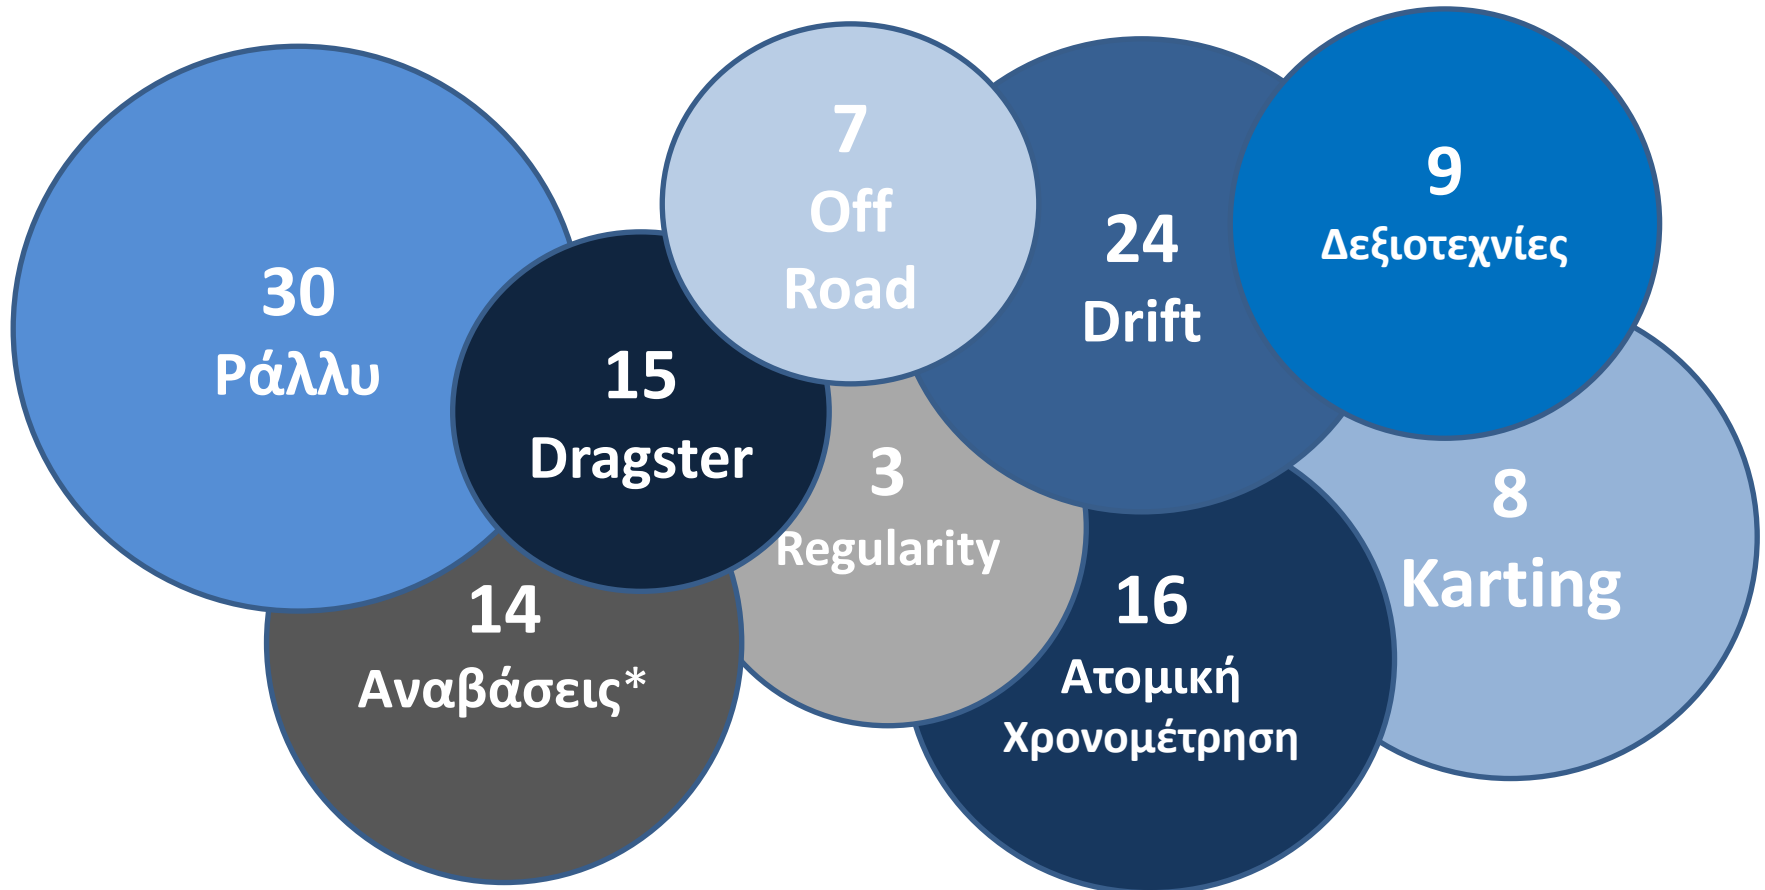 30
Ράλλυ
15
Dragster
14
Αναβάσεις*
7
Off
Road
3
Regularity
24
Drift
16
Ατομική
Χρονομέτρηση
9
Δεξιοτεχνίες
8
Karting